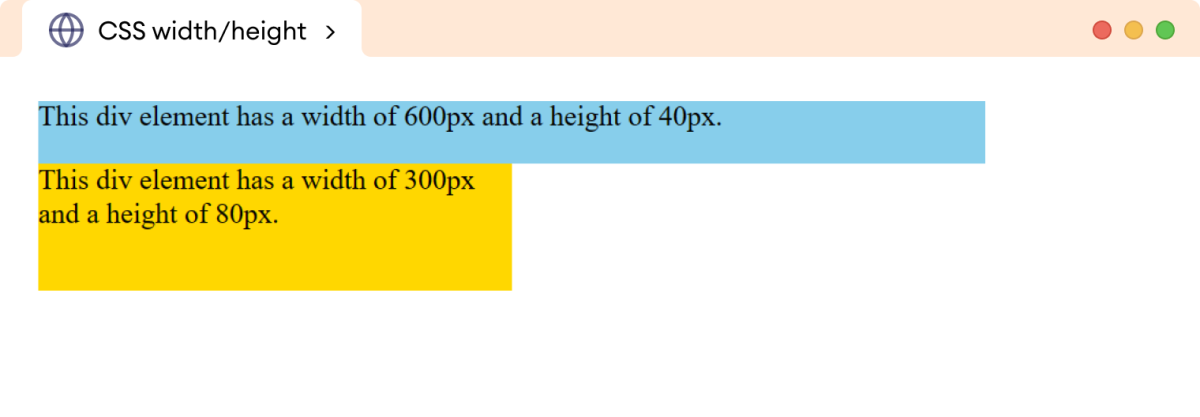 CSS width/height
This div element has a width of 600px and a height of 40px.
This div element has a width of 300px
and a height of 80px.